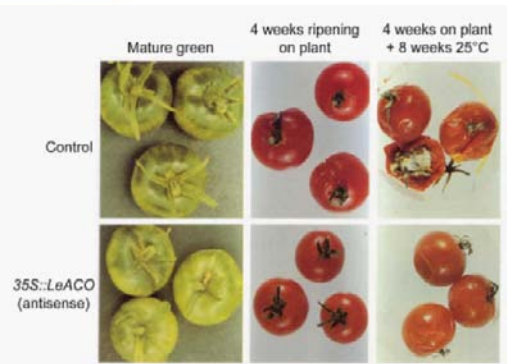 Mature green
4 weeks ripening
on plant
4 weeks on plant
+ 8 weeks 25°C
Control
35S::LeACO
(antisense)